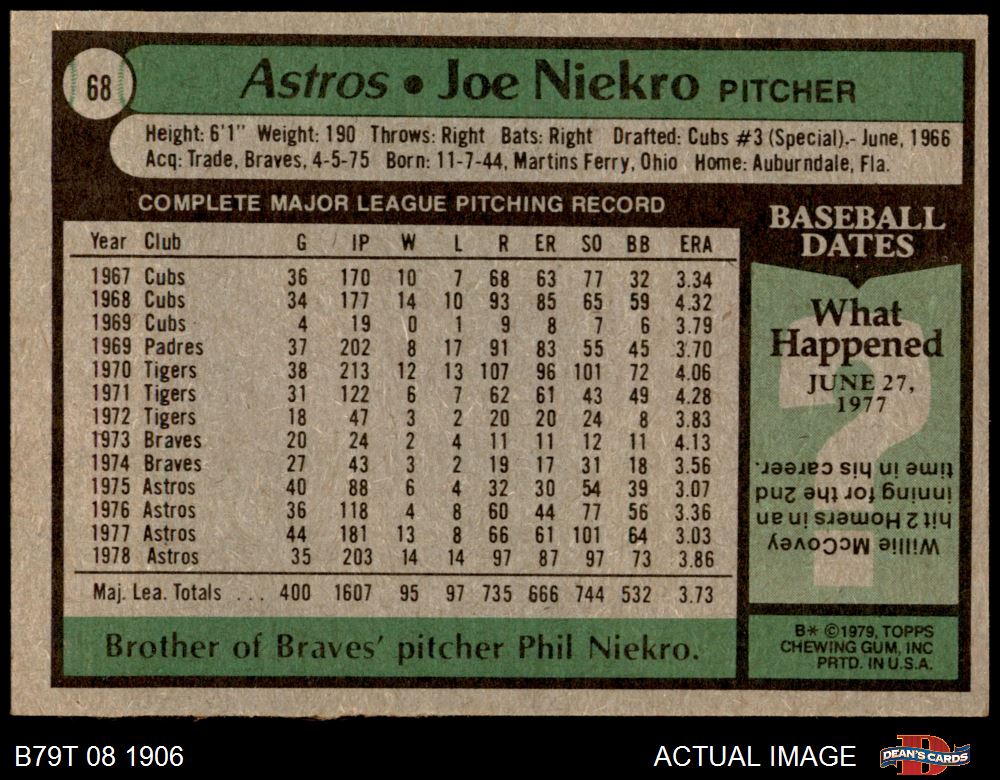 68
Astros • Joe Niekro PITCHER
Height: 6'1" Weight: 190 Throws: Right Bats: Right Drafted: Cubs #3 (Special).- June, 1966
Acq: Trade, Braves, 4-5-75 Born: 11-7-44, Martins Ferry, Ohio Home: Auburndale, Fla.
COMPLETE MAJOR LEAGUE PITCHING RECORD
Year Club G IP W L R ER SO BB ERA
1967 Cubs 36 170 10 7 68 63 77 32 3.34
1968 Cubs 34 177 14 10 93 85 65 59 4.32
1969 Cubs 4 19 0 1 9 8 7 6 3.79
1969 Padres 37 202 8 17 91 83 55 45 3.70
1970 Tigers 38 213 12 13 107 96 101 72 4.06
1971 Tigers 31 122 6 7 62 61 43 49 4.28
1972 Tigers 18 47 3 2 20 20 24 8 3.83
1973 Braves 20 24 2 4 11 11 12 11 4.13
1974 Braves 27 43 3 2 19 17 31 18 3.56
1975 Astros 40 88 6 4 32 30 54 39 3.07
1976 Astros 36 118 4 8 60 44 77 56 3.36
1977 Astros 44 181 13 8 66 61 101 64 3.03
1978 Astros 35 203 14 14 97 87 97 73 3.86
Maj. Lea. Totals ... 400 1607 95 97 735 666 744 532 3.73
Brother of Braves' pitcher Phil Niekro.
BASEBALL
DATES
What
Happened
JUNE 27,
1977
?
Willie McCovey
hit 2 Homers in an
inning for the 2nd
time in his career.
B* ©1979, TOPPS
CHEWING GUM, INC
PRTD. IN U.S.A.
B79T 08 1906
ACTUAL IMAGE
D
DEAN'S CARDS